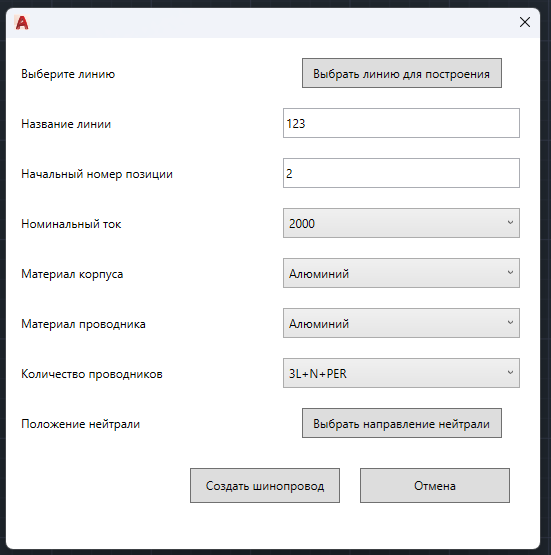 Выберите линию
Выбрать линию для построения
Название линии
123
Начальный номер позиции
2
Номинальный ток
2000
Материал корпуса
Алюминий
Материал проводника
Алюминий
Количество проводников
3L+N+PER
Положение нейтрали
Выбрать направление нейтрали
Создать шинопровод
Отмена